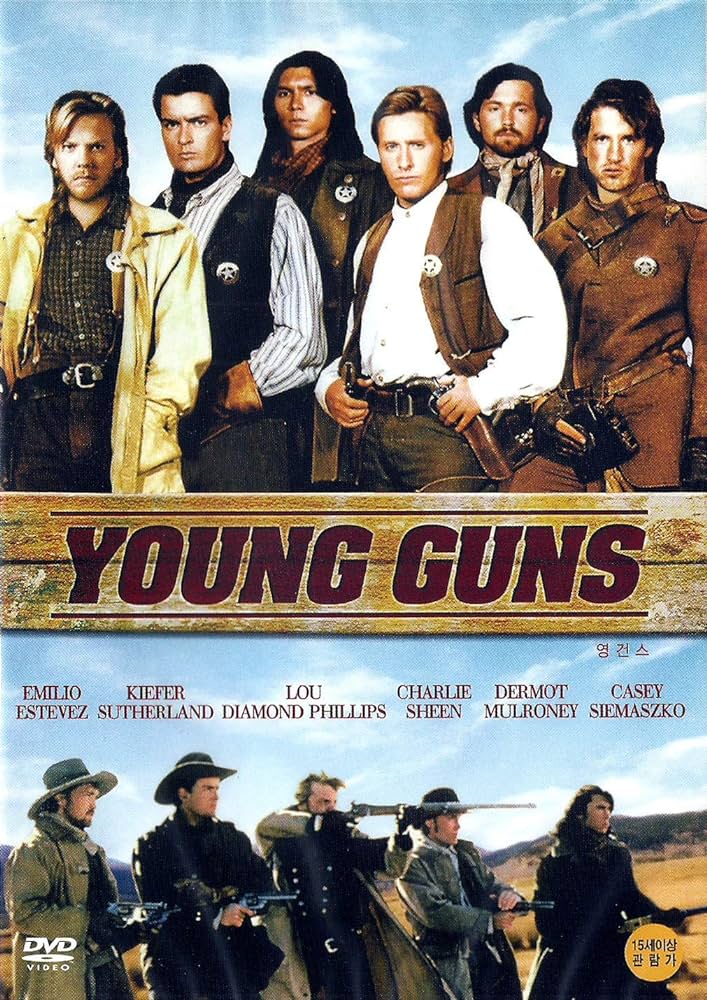 YOUNG GUNS
영건스
EMILIO ESTEVEZ
KIEFER SUTHERLAND
LOU DIAMOND PHILLIPS
CHARLIE SHEEN
DERMOT MULRONEY
CASEY SIEMASZKO
DVD
VIDEO
15세이상
관람가